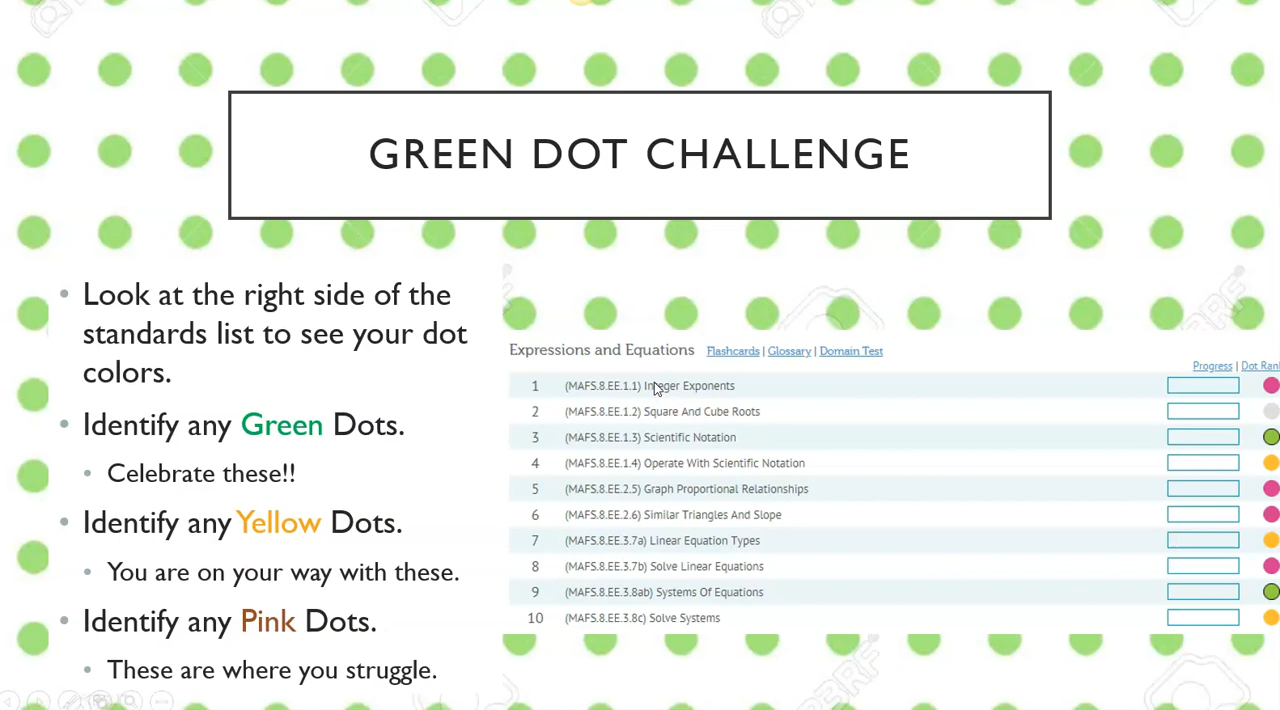 GREEN DOT CHALLENGE
• Look at the right side of the
standards list to see your dot
colors.
• Identify any Green Dots.
• Celebrate these!!
• Identify any Yellow Dots.
• You are on your way with these.
• Identify any Pink Dots.
• These are where you struggle.
Expressions and Equations Flashcards | Glossary | Domain Test
Progress | Dot Ran
1 (MAFS.8.EE.1.1) Integer Exponents
2 (MAFS.8.EE.1.2) Square And Cube Roots
3 (MAFS.8.EE.1.3) Scientific Notation
4 (MAFS.8.EE.1.4) Operate With Scientific Notation
5 (MAFS.8.EE.2.5) Graph Proportional Relationships
6 (MAFS.8.EE.2.6) Similar Triangles And Slope
7 (MAFS.8.EE.3.7a) Linear Equation Types
8 (MAFS.8.EE.3.7b) Solve Linear Equations
9 (MAFS.8.EE.3.8ab) Systems Of Equations
10 (MAFS.8.EE.3.8c) Solve Systems